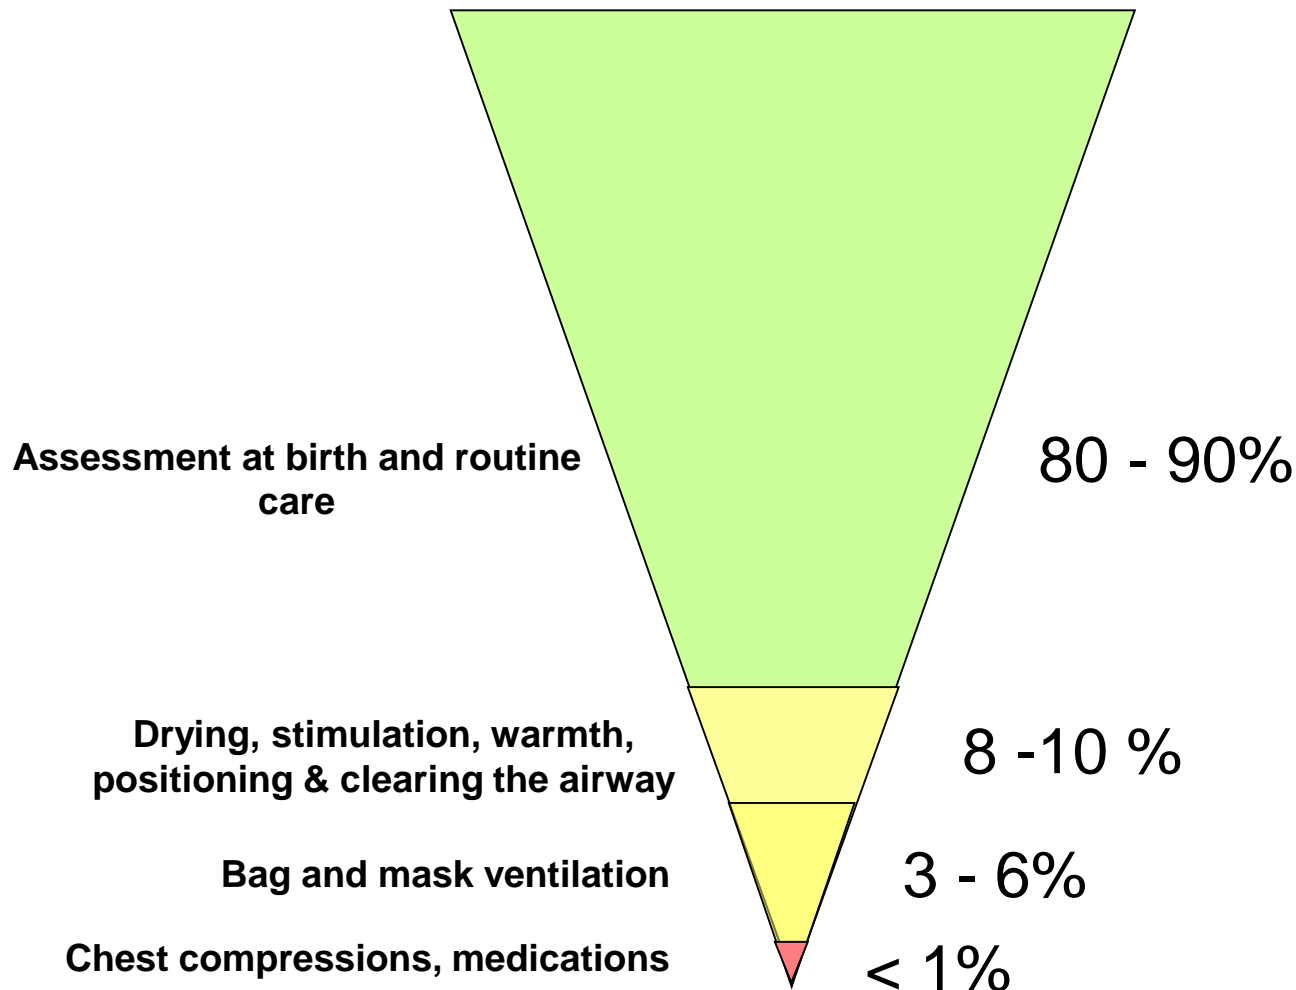 Assessment at birth and routine
care
80 - 90%
Drying, stimulation, warmth,
positioning & clearing the airway
8 -10 %
Bag and mask ventilation
3 - 6%
Chest compressions, medications
< 1%